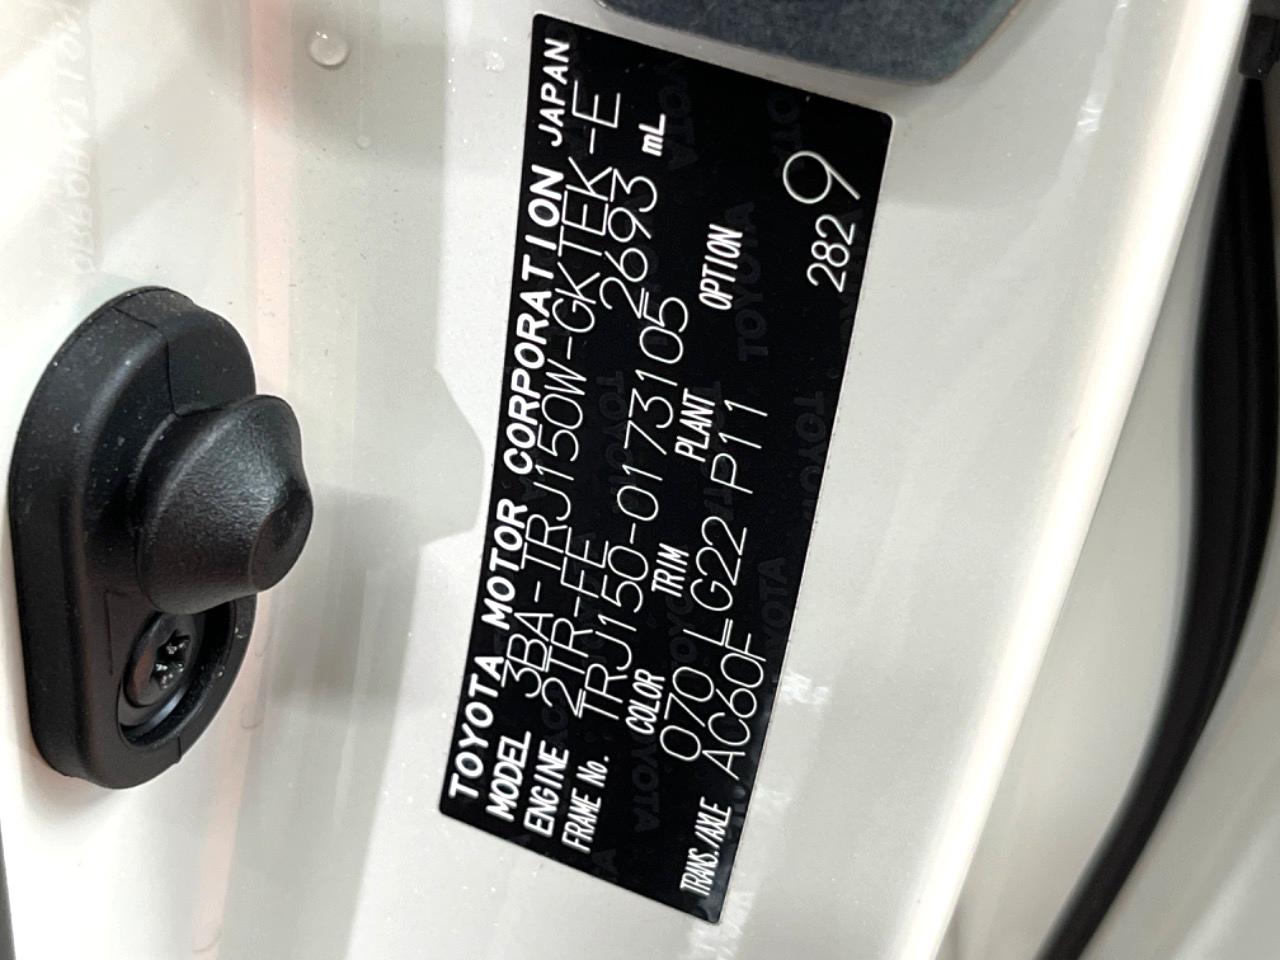 TOYOTA MOTOR CORPORATION JAPAN
MODEL 3BA-TRJ150W-GKTEK-E
ENGINE 2TR-FE 2693 mL
FRAME No. TRJ150-0173105
COLOR TRIM PLANT OPTION
070 LG22 P11
TRANS./AXLE AC60F
282 9